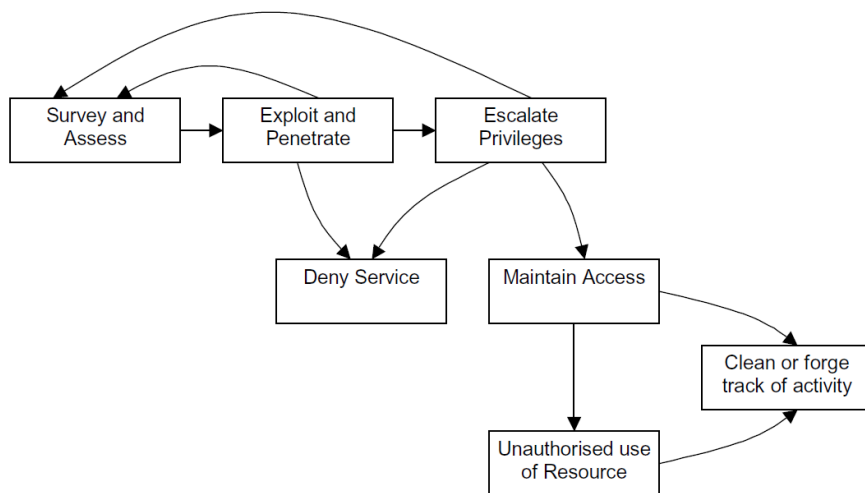 Survey and
Assess
Exploit and
Penetrate
Escalate
Privileges
Deny Service
Maintain Access
Clean or forge
track of activity
Unauthorised use
of Resource